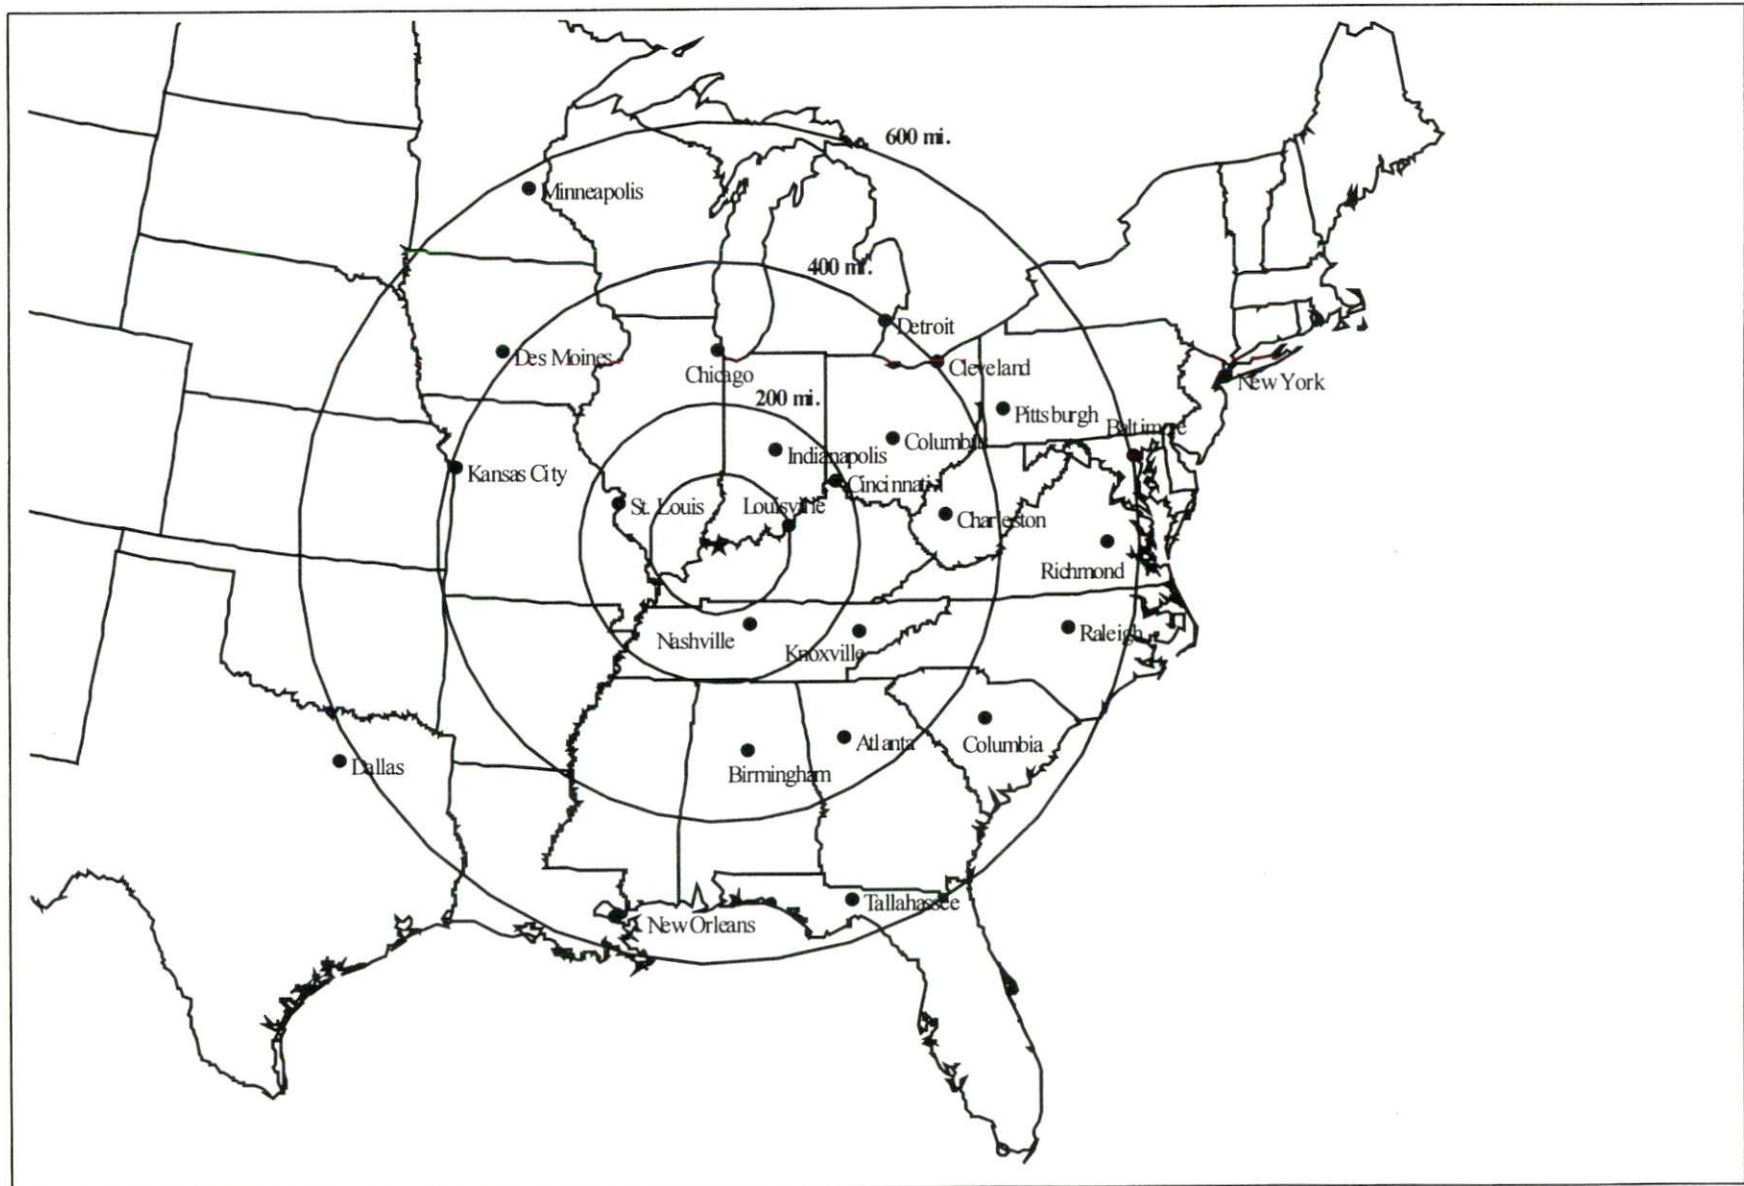 600 mi.
Minneapolis
400 mi.
Detroit
Des Moines
Cleveland
Chicago
New York
200 mi.
Pittsburgh
Baltimore
Columbus
Indianapolis
Kansas City
Cincinnati
St. Louis
Louisville
Charleston
Richmond
Nashville
Raleigh
Knoxville
Atlanta
Columbia
Dallas
Birmingham
Tallahassee
New Orleans